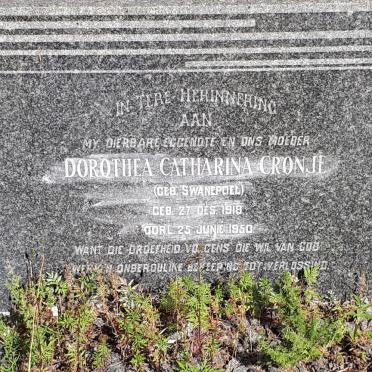 IN TERE HERINNERING
AAN
MY DIERBARE EGGENOTE EN ONS MOEDER
DOROTHEA CATHARINA CRONJE
(GEB. SWANEPOEL)
GEB. 27 DES. 1918
OORL. 25 JUNIE 1950
WANT DIE DROEFHEID VOLGENS DIE WIL VAN GOD
WERK 'N ONBEROULIKE BEKERING TOT VERLOSSING